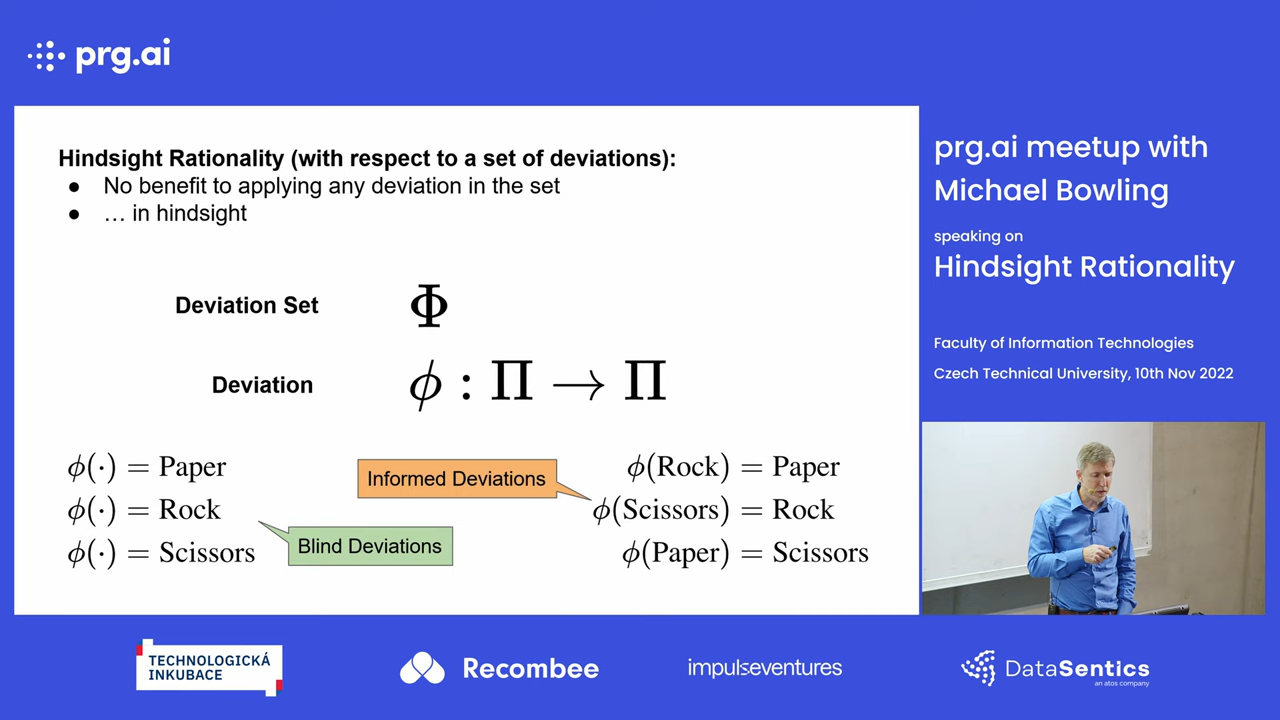 prg.ai
Hindsight Rationality (with respect to a set of deviations):
● No benefit to applying any deviation in the set
● … in hindsight
Deviation Set Φ
Deviation ϕ : Π → Π
ϕ(·) = Paper
ϕ(·) = Rock
ϕ(·) = Scissors
Blind Deviations
Informed Deviations
ϕ(Rock) = Paper
ϕ(Scissors) = Rock
ϕ(Paper) = Scissors
prg.ai meetup with
Michael Bowling
speaking on
Hindsight Rationality
Faculty of Information Technologies
Czech Technical University, 10th Nov 2022
TECHNOLOGICKÁ
INKUBACE
Recombee
impulseventures
DataSentics
an atos company